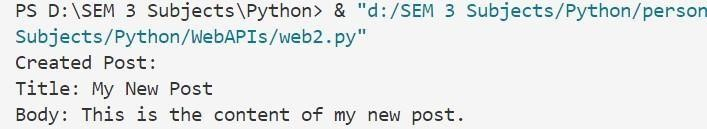 PS D:\SEM 3 Subjects\Python> & "d:/SEM 3 Subjects/Python/person
Subjects/Python/WebAPIs/web2.py"
Created Post:
Title: My New Post
Body: This is the content of my new post.